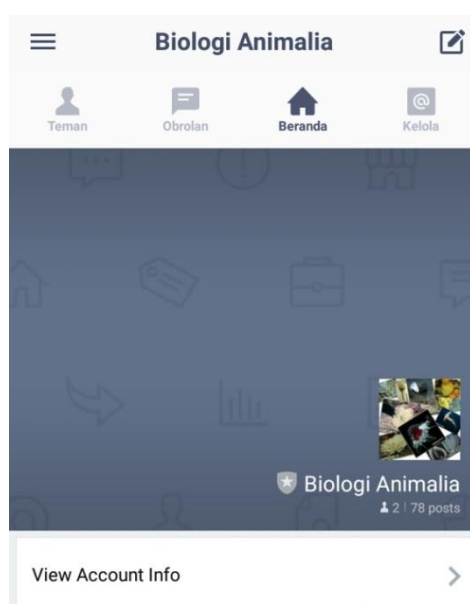 Biologi Animalia
Teman Obrolan Beranda Kelola
Biologi Animalia
2 | 78 posts
View Account Info